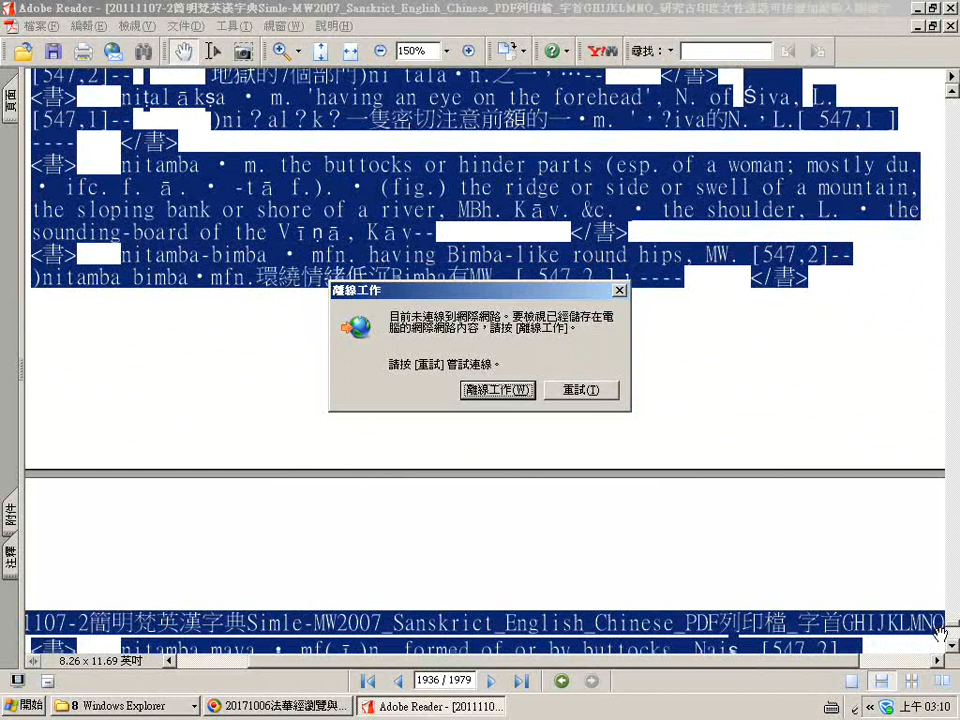 Adobe Reader - [20111107-2簡明梵英漢字典Simle-MW2007_Sanskrict_English_Chinese_PDF列印檔_字首GHIJKLMNO_研究古印度女性
檔案(F) 編輯(E) 檢視(V) 文件(D) 工具(T) 視窗(W) 說明(H)
150% Y! 尋找:
頁面
[547,2]-- 地獄的7個部門)ni tala•n.之一,…-- </書>
<書> niṭalākṣa • m. 'having an eye on the forehead', N. of Śiva, L.
[547,1]-- )ni?al?k?一隻密切注意前額的一•m. ',?iva的N.,L.[ 547,1 ]
---- </書>
<書> nitamba • m. the buttocks or hinder parts (esp. of a woman; mostly du.
• ifc. f. ā. • -tā f.). • (fig.) the ridge or side or swell of a mountain,
the sloping bank or shore of a river, MBh. Kāv. &c. • the shoulder, L. • the
sounding-board of the Vīṇā, Kāv-- </書>
<書> nitamba-bimba • mfn. having Bimba-like round hips, MW. [547,2]--
)nitamba bimba•mfn.環繞情緒低沉Bimba有MW. [ 547,2 ],---- </書>
離線工作
目前未連線到網際網路。要檢視已經儲存在電
腦的網際網路內容，請按 [離線工作]。
請按 [重試] 嘗試連線。
離線工作(W) 重試(T)
附件
注釋
1107-2簡明梵英漢字典Simle-MW2007_Sanskrict_English_Chinese_PDF列印檔_字首GHIJKLMNO
<書> nitamba maya • mf(ī)n. formed of or by buttocks, Naiṣ. [547,2]
8.26 x 11.69 英吋
1936 / 1979
開始 8 Windows Explorer 20171006法華經瀏覽與... Adobe Reader - [2011110... 上午 03:10